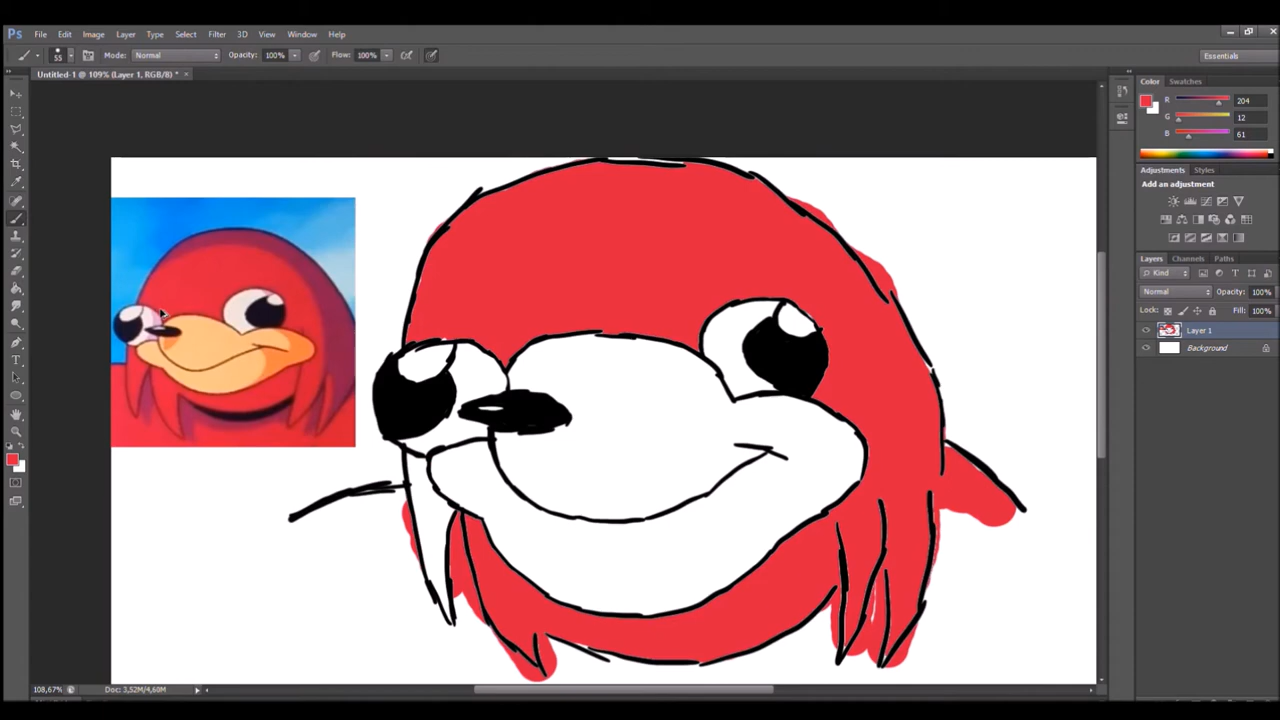 Ps File Edit Image Layer Type Select Filter 3D View Window Help
55 Mode: Normal Opacity: 100% Flow: 100% Essentials
Untitled-1 @ 109% (Layer 1, RGB/8) * ×
Color Swatches
R 204
G 12
B 61
Adjustments Styles
Add an adjustment
Layers Channels Paths
Kind
Normal Opacity: 100%
Lock: Fill: 100%
Layer 1
Background
108,67% Doc: 3,52M/4,68M